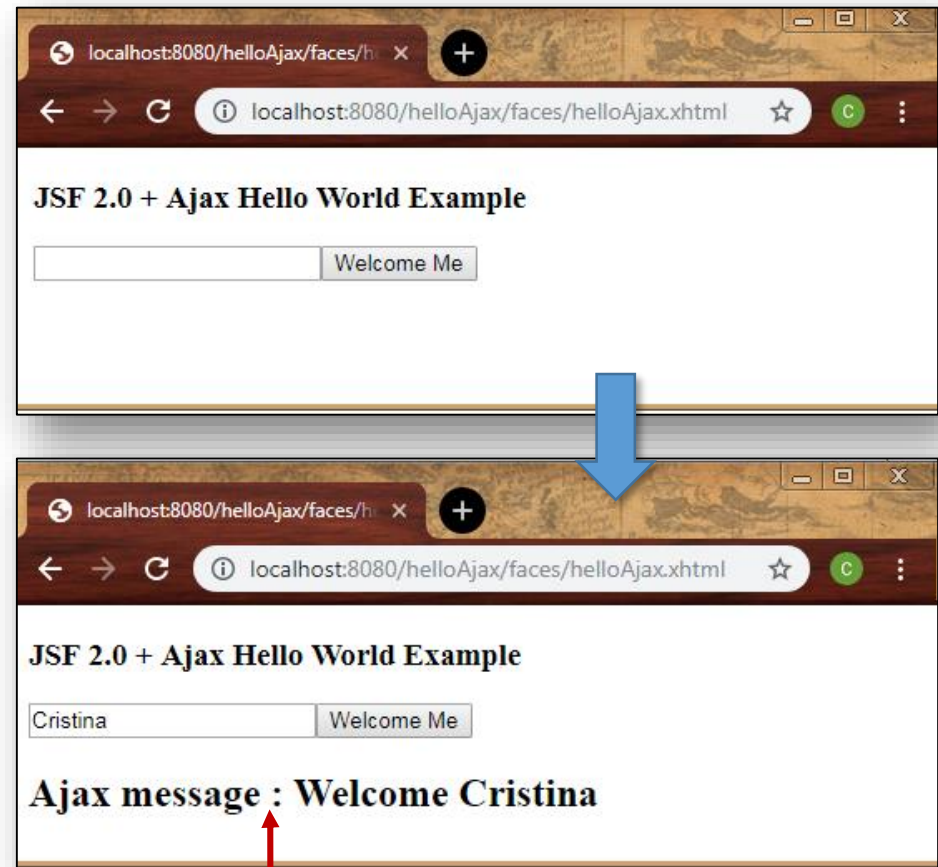 localhost:8080/helloAjax/faces/h
localhost:8080/helloAjax/faces/helloAjax.xhtml
C
JSF 2.0 + Ajax Hello World Example
Welcome Me
localhost:8080/helloAjax/faces/h
localhost:8080/helloAjax/faces/helloAjax.xhtml
C
JSF 2.0 + Ajax Hello World Example
Cristina Welcome Me
Ajax message : Welcome Cristina